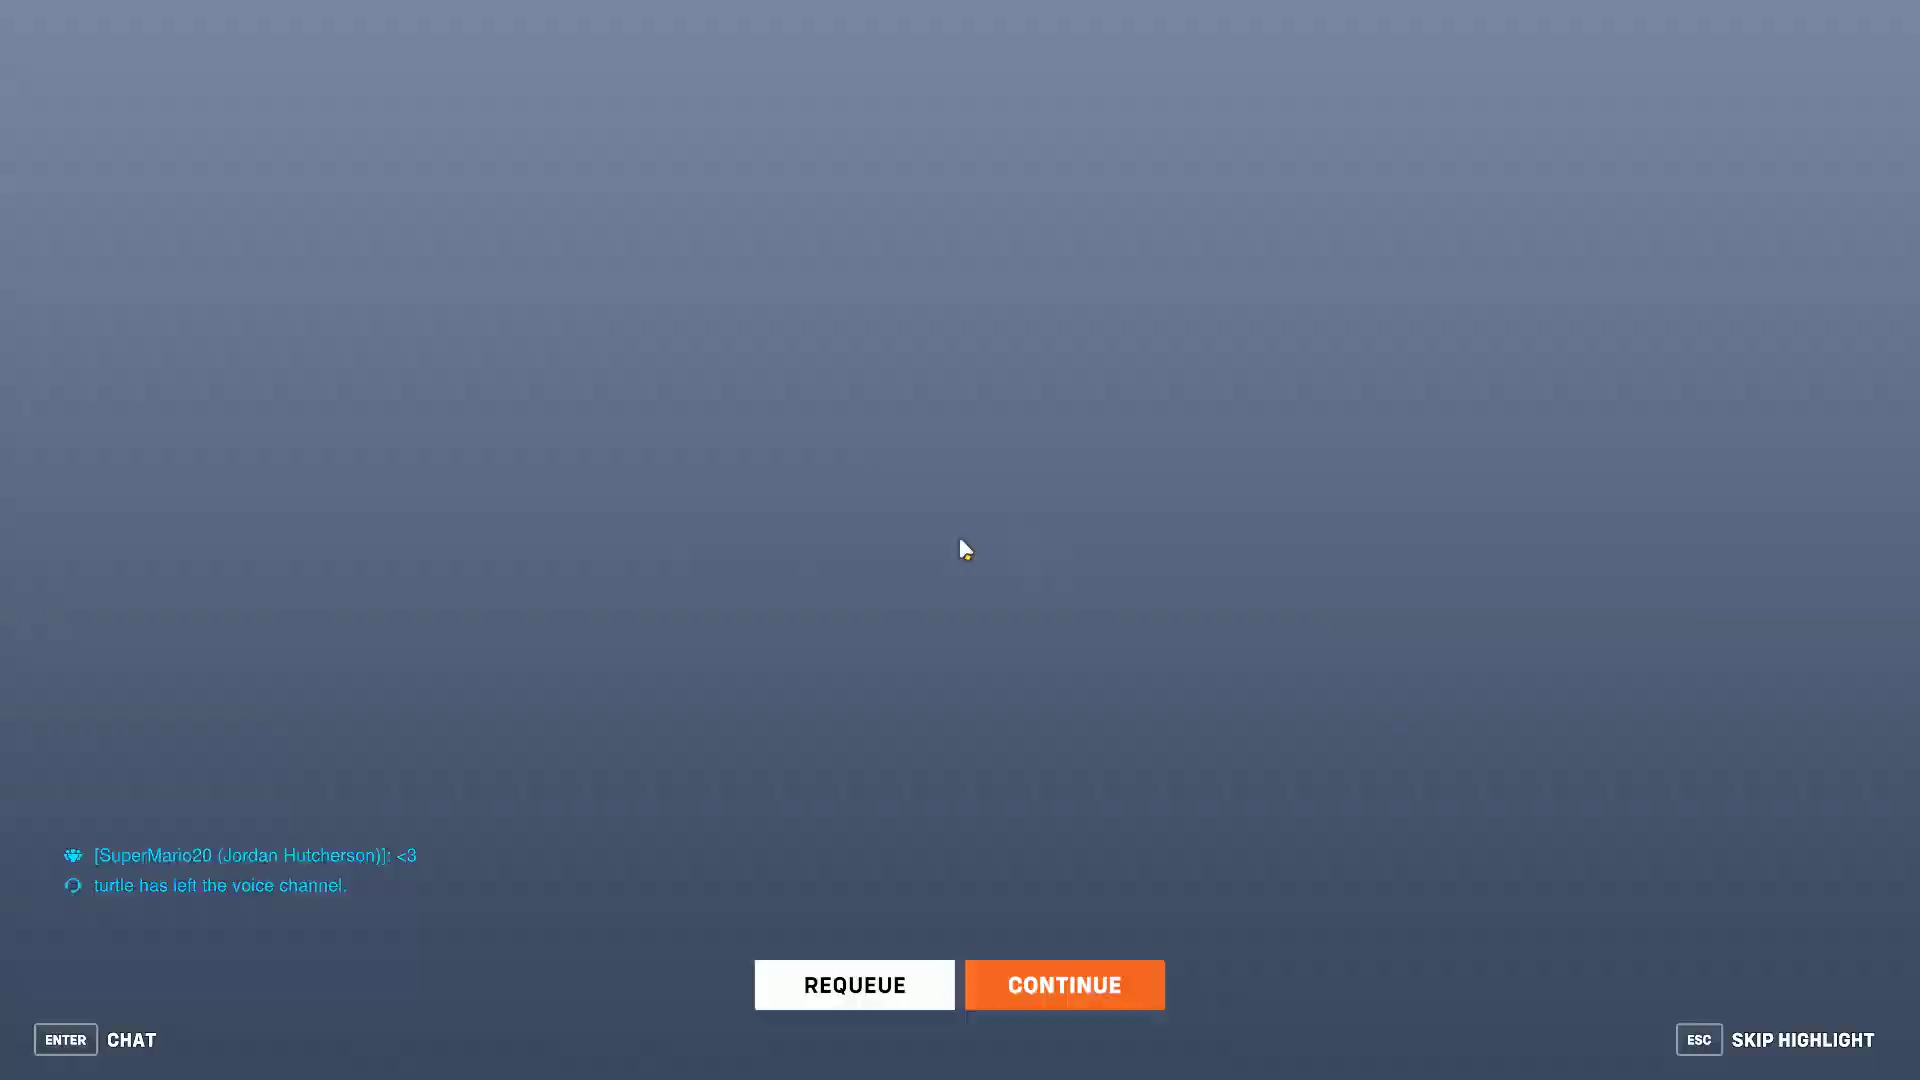 [SuperMario20 (Jordan Hutcherson)]: <3
turtle has left the voice channel.
REQUEUE
CONTINUE
ENTER CHAT
ESC SKIP HIGHLIGHT